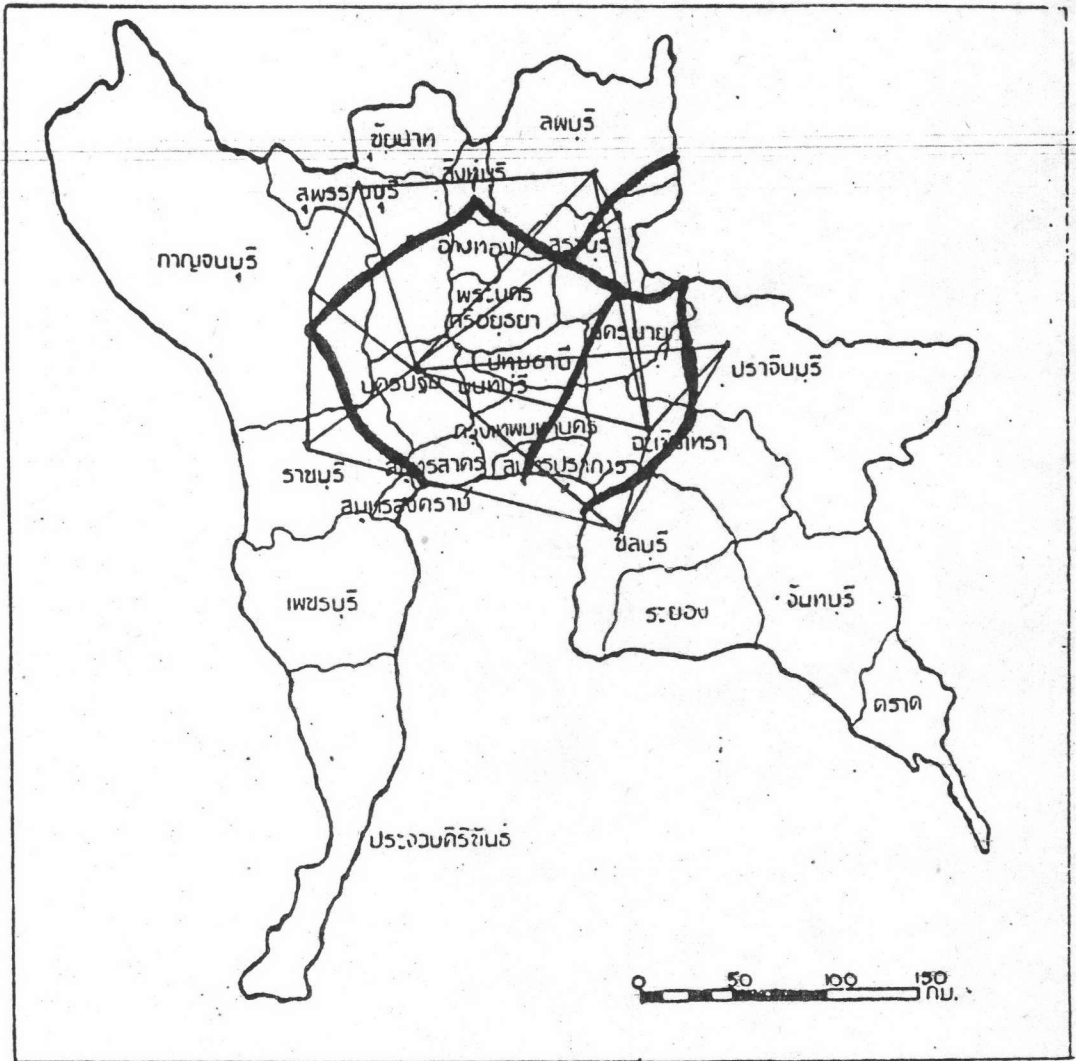 ลพบุรี
ชัยนาท
สิงห์บุรี
สุพรรณบุรี
อ่างทอง
สระบุรี
กาญจนบุรี
พระนคร
ศรีอยุธยา
นครนายก
ปทุมธานี
ปราจีนบุรี
นครปฐม
นนทบุรี
กรุงเทพมหานคร
ฉะเชิงเทรา
ราชบุรี
สมุทรสาคร
สมุทรปราการ
สมุทรสงคราม
ชลบุรี
เพชรบุรี
ระยอง
จันทบุรี
ตราด
ประจวบคิรีขันธ์
0 50 100 150
กม.